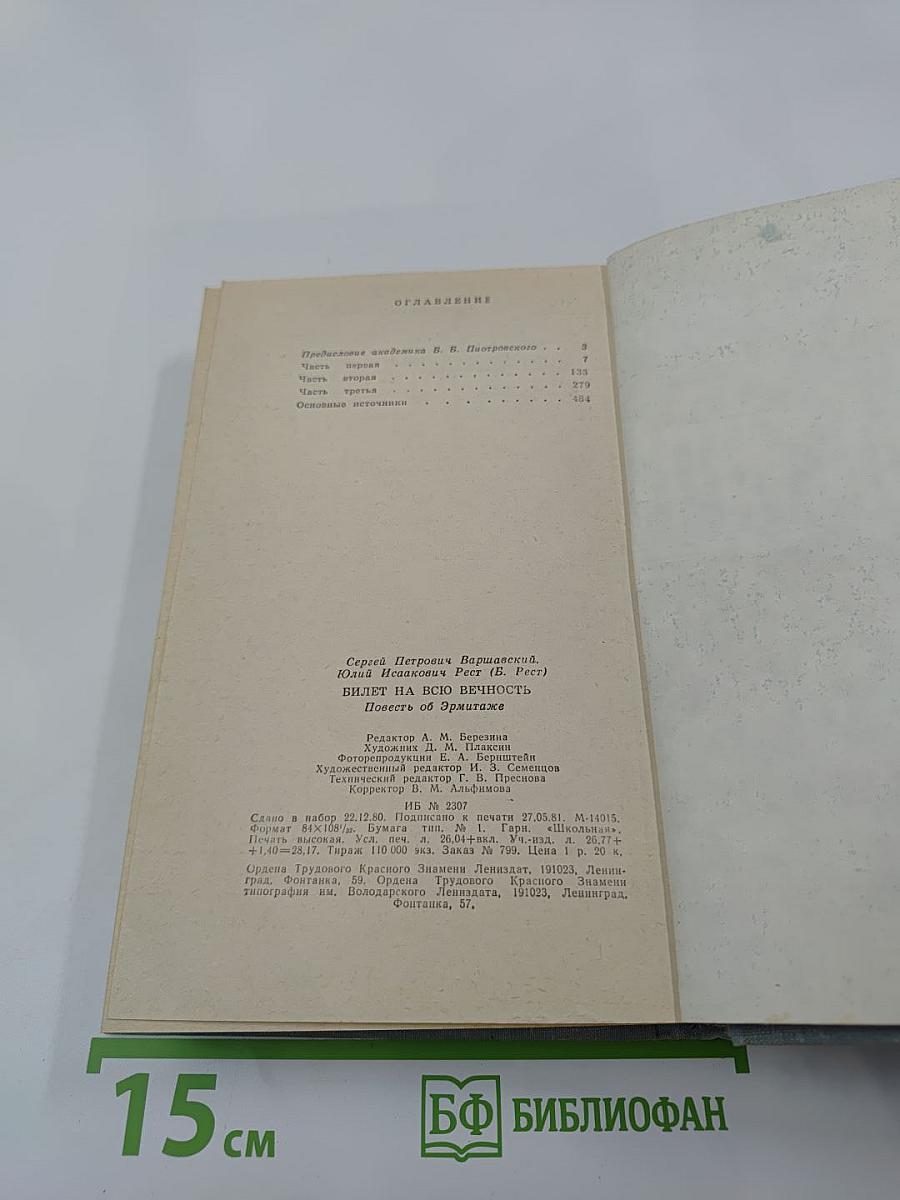 ОГЛАВЛЕНИЕ
Предисловие академика Б. Б. Пиотровского . . 3
Часть первая . . . . . . . . . . . . . 7
Часть вторая . . . . . . . . . . . . . 133
Часть третья . . . . . . . . . . . . . 279
Основные источники . . . . . . . . . . 484
Сергей Петрович Варшавский,
Юлий Исаакович Рест (Б. Рест)
БИЛЕТ НА ВСЮ ВЕЧНОСТЬ
Повесть об Эрмитаже
Редактор А. М. Березина
Художник Д. М. Плаксин
Фоторепродукции Е. А. Бернштейн
Художественный редактор И. З. Семенцов
Технический редактор Г. В. Преснова
Корректор В. М. Алфимова
ИБ № 2307
Сдано в набор 22.12.80. Подписано к печати 27.05.81. М-14015.
Формат 84×108¹/₃₂. Бумага тип. № 1. Гарн. «Школьная».
Печать высокая. Усл. печ. л. 26,04+вкл. Уч.-изд. л. 26,77+
+1,40=28,17. Тираж 110 000 экз. Заказ № 799. Цена 1 р. 20 к.
Ордена Трудового Красного Знамени Лениздат, 191023, Ленин-
град, Фонтанка, 59. Ордена Трудового Красного Знамени
типография им. Володарского Лениздата, 191023, Ленинград,
Фонтанка, 57.
15 см
БФ БИБЛИОФАН